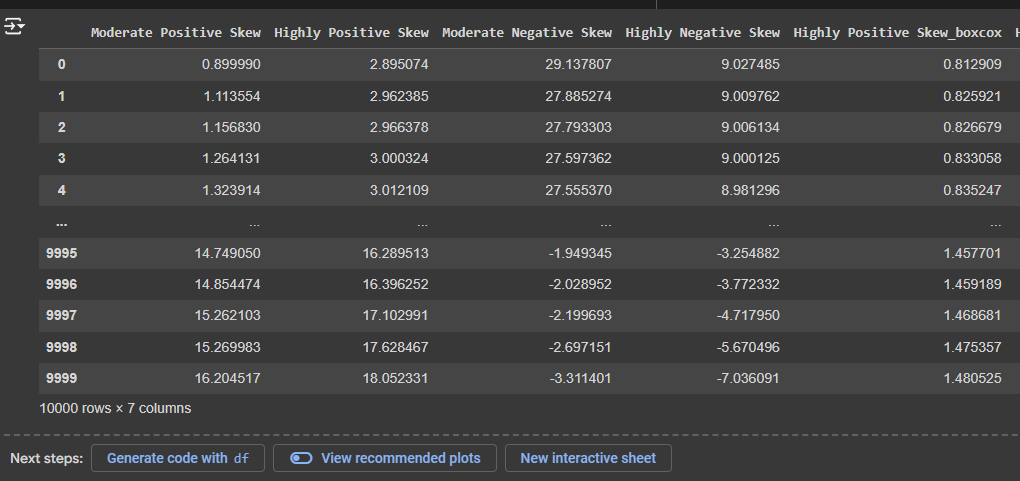 Moderate Positive Skew Highly Positive Skew Moderate Negative Skew Highly Negative Skew Highly Positive Skew_boxcox
0 0.899990 2.895074 29.137807 9.027485 0.812909
1 1.113554 2.962385 27.885274 9.009762 0.825921
2 1.156830 2.966378 27.793303 9.006134 0.826679
3 1.264131 3.000324 27.597362 9.000125 0.833058
4 1.323914 3.012109 27.555370 8.981296 0.835247
... ... ... ... ... ...
9995 14.749050 16.289513 -1.949345 -3.254882 1.457701
9996 14.854474 16.396252 -2.028952 -3.772332 1.459189
9997 15.262103 17.102991 -2.199693 -4.717950 1.468681
9998 15.269983 17.628467 -2.697151 -5.670496 1.475357
9999 16.204517 18.052331 -3.311401 -7.036091 1.480525
10000 rows × 7 columns
Next steps: Generate code with df View recommended plots New interactive sheet